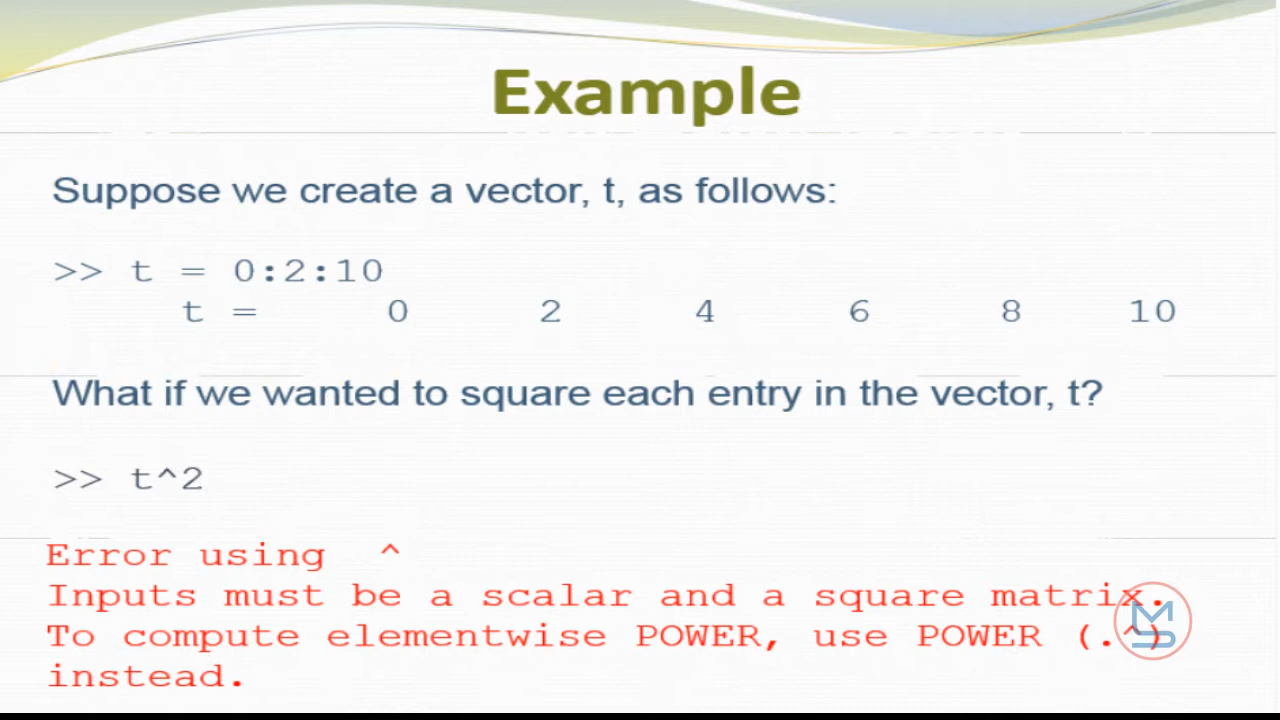 Example
Suppose we create a vector, t, as follows:
>> t = 0:2:10
t = 0 2 4 6 8 10
What if we wanted to square each entry in the vector, t?
>> t^2
Error using ^
Inputs must be a scalar and a square matrix.
To compute elementwise POWER, use POWER (.^)
instead.
MS